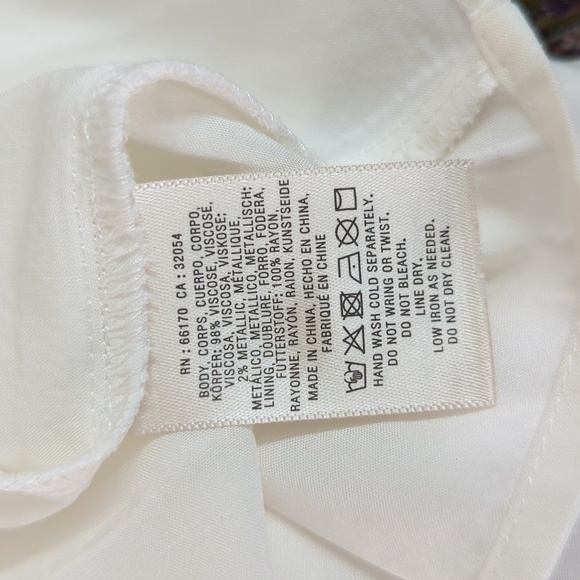 RN: 66170 CA: 32054
BODY, CORPS, CUERPO, CORPO,
KÖRPER: 98% VISCOSE, VISCOSE,
VISCOSA, VISCOSA, VISKOSE;
2% METALLIC, METALLIQUE,
METÁLICO, METALLO, METALLISCH;
LINING, DOUBLURE, FORRO, FODERA,
FUTTERSTOFF: 100% RAYON,
RAYONNE, RAYÓN, RAION, KUNSTSEIDE
MADE IN CHINA, HECHO EN CHINA,
FABRIQUÉ EN CHINE
HAND WASH COLD SEPARATELY.
DO NOT WRING OR TWIST.
DO NOT BLEACH.
LINE DRY.
LOW IRON AS NEEDED.
DO NOT DRY CLEAN.